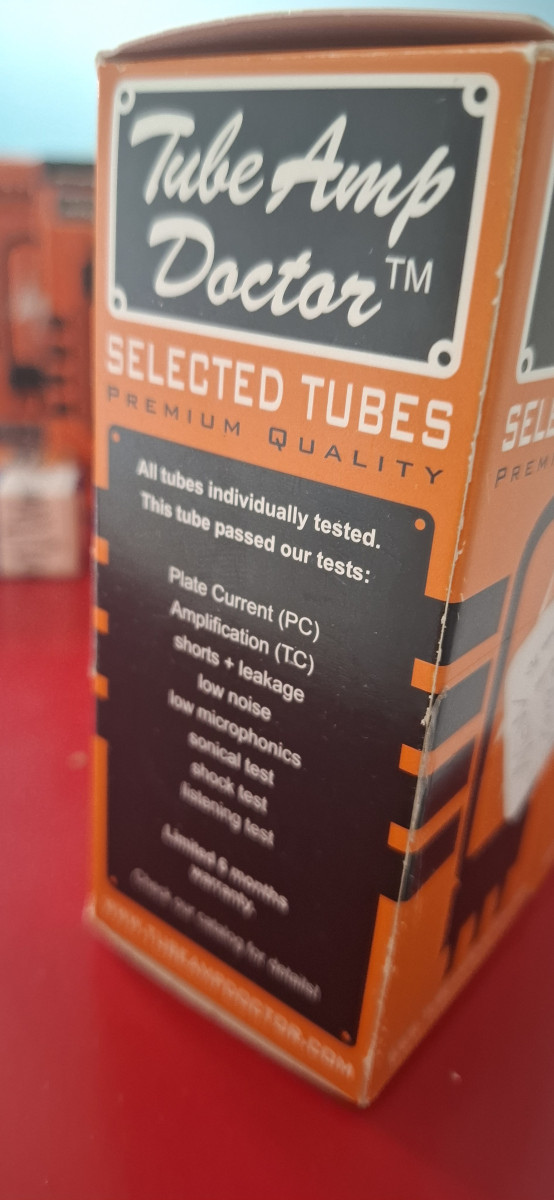 Tube Amp
Doctor™
SELECTED TUBES
PREMIUM QUALITY
All tubes individually tested.
This tube passed our tests:
Plate Current (PC)
Amplification (TC)
shorts + leakage
low noise
low microphonics
sonical test
shock test
listening test
Limited 6 months
warranty.
Check our catalog for details!
WWW.TUBEAMPDOCTOR.COM
SELE
PREM